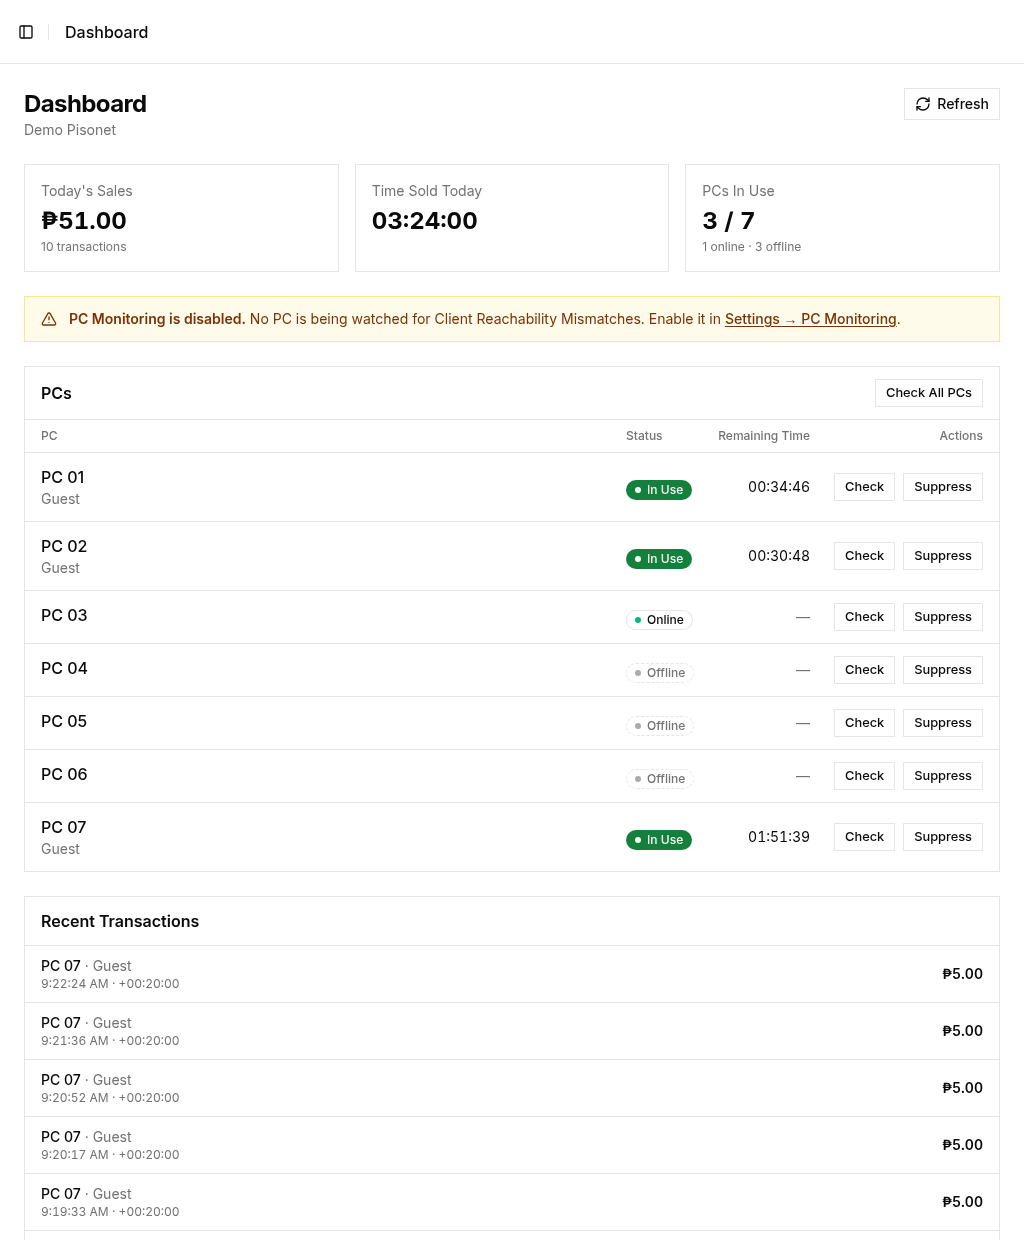 Dashboard
Dashboard
Refresh
Demo Pisonet
Today's Sales
₱51.00
10 transactions
Time Sold Today
03:24:00
PCs In Use
3 / 7
1 online · 3 offline
PC Monitoring is disabled. No PC is being watched for Client Reachability Mismatches. Enable it in Settings → PC Monitoring.
PCs
Check All PCs
PC Status Remaining Time Actions
PC 01
Guest
In Use 00:34:46 Check Suppress
PC 02
Guest
In Use 00:30:48 Check Suppress
PC 03 Online — Check Suppress
PC 04 Offline — Check Suppress
PC 05 Offline — Check Suppress
PC 06 Offline — Check Suppress
PC 07
Guest
In Use 01:51:39 Check Suppress
Recent Transactions
PC 07 · Guest
9:22:24 AM · +00:20:00
₱5.00
PC 07 · Guest
9:21:36 AM · +00:20:00
₱5.00
PC 07 · Guest
9:20:52 AM · +00:20:00
₱5.00
PC 07 · Guest
9:20:17 AM · +00:20:00
₱5.00
PC 07 · Guest
9:19:33 AM · +00:20:00
₱5.00